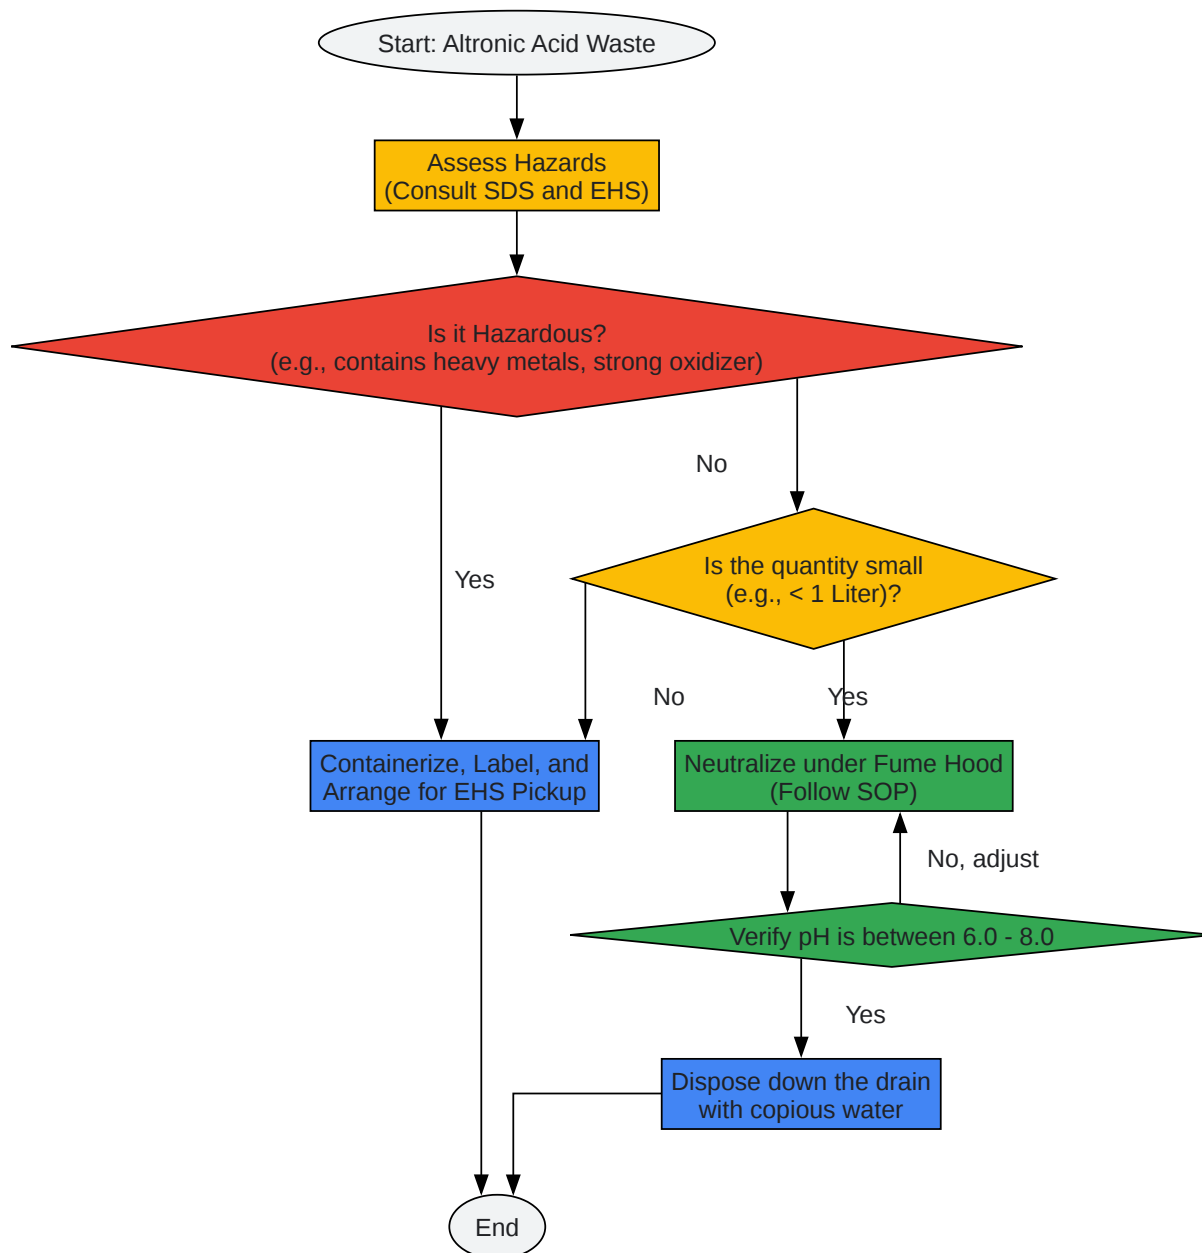 Start: Altronic Acid Waste
Assess Hazards
(Consult SDS and EHS)
Is it Hazardous?
(e.g., contains heavy metals, strong oxidizer)
No
Is the quantity small
(e.g., < 1 Liter)?
Yes
No
Yes
Containerize, Label, and
Arrange for EHS Pickup
Neutralize under Fume Hood
(Follow SOP)
No, adjust
Verify pH is between 6.0 - 8.0
Yes
Dispose down the drain
with copious water
End